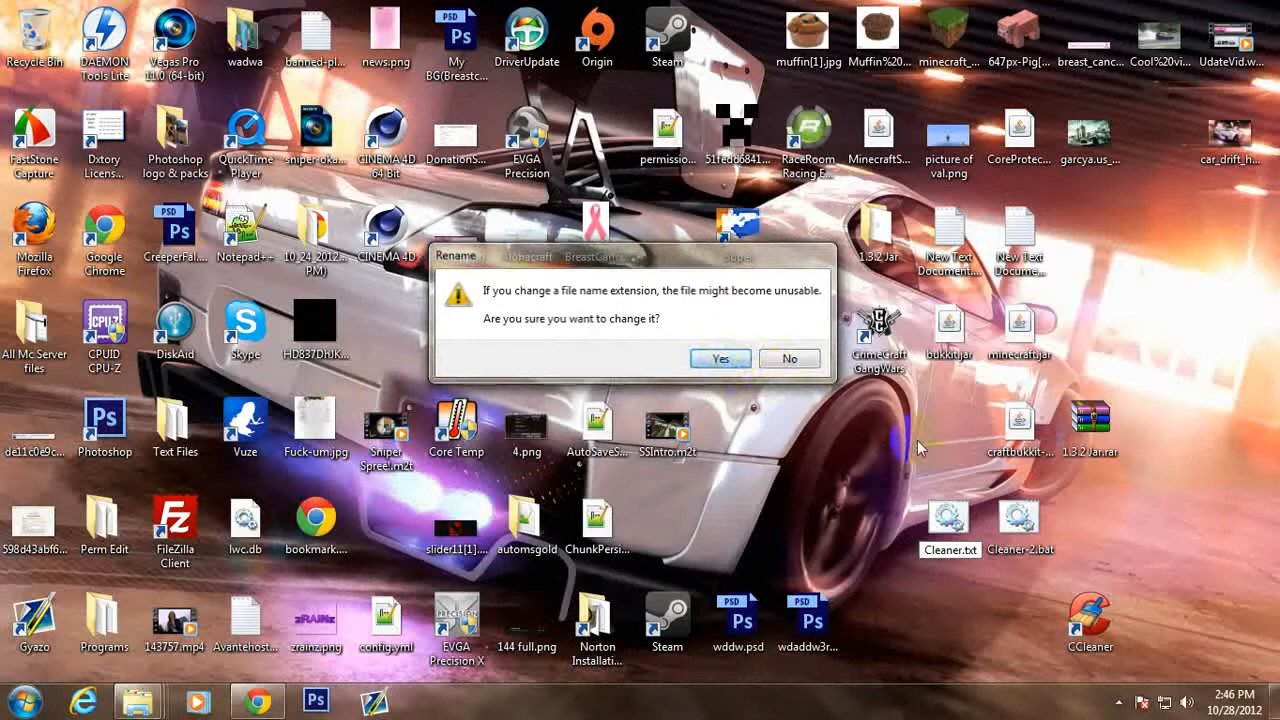 Recycle Bin
DAEMON Tools Lite
Vegas Pro 11.0 (64-bit)
wadwa
banned-pl...
news.png
My BG(Breastc...
DriverUpdate
Origin
Steam
muffin[1].jpg
Muffin%20...
minecraft_...
647px-Pig[...
breast_canc...
Cool%20vi...
UdateVid.w...
FastStone Capture
Dxtory Licens...
Photoshop logo & packs
QuickTime Player
sniper-oka...
CINEMA 4D 64 Bit
DonationS...
EVGA Precision
permissio...
51fedd6841...
RaceRoom Racing E...
MinecraftS...
picture of val.png
CoreProtec...
garcya.us_...
car_drift_h...
Mozilla Firefox
Google Chrome
CreeperFal...
Notepad++
10_24_2012... PM)
CINEMA 4D
1.3.2 Jar
New Text Document....
New Text Docume...
Rename
If you change a file name extension, the file might become unusable.
Are you sure you want to change it?
Yes
No
All Mc Server files
CPUID CPU-Z
DiskAid
Skype
HD837DhJK...
CrimeCraft GangWars
bukkit.jar
minecraft.jar
de11c0e9c...
Photoshop
Text Files
Vuze
Fuck-um.jpg
Sniper Spree!.m2t
Core Temp
4.png
AutoSaveS...
SSIntro.m2t
craftbukkit-...
1.3.2 Jar.rar
598d43abf6...
Perm Edit
FileZilla Client
lwc.db
bookmark....
slider11[1]....
automsgold
ChunkPersi...
Cleaner.txt
Cleaner-2.bat
Gyazo
Programs
143757.mp4
Avantehost...
zrainz.png
config.yml
EVGA Precision X
144 full.png
Norton Installati...
Steam
wddw.psd
wdaddw3r...
CCleaner
2:46 PM
10/28/2012